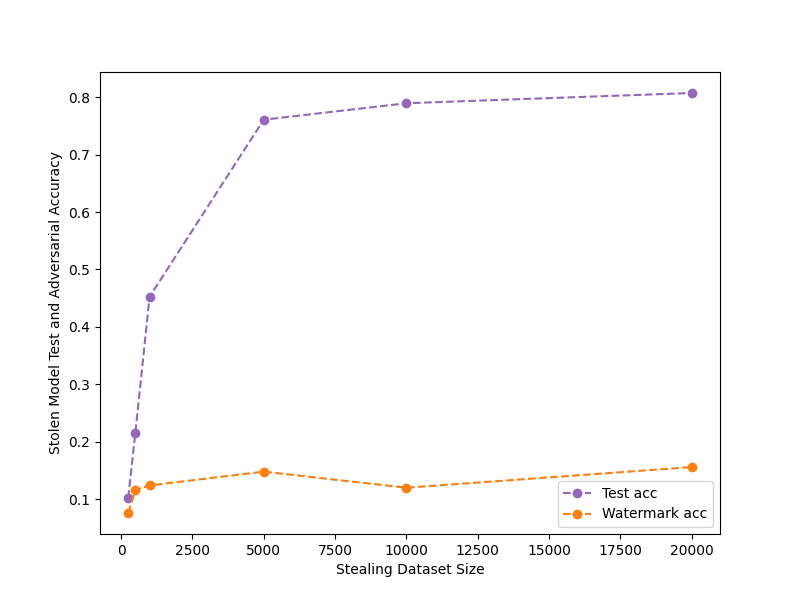 0.8
0.7
0.6
0.5
0.4
0.3
0.2
0.1
Stolen Model Test and Adversarial Accuracy
Test acc
Watermark acc
0 2500 5000 7500 10000 12500 15000 17500 20000
Stealing Dataset Size